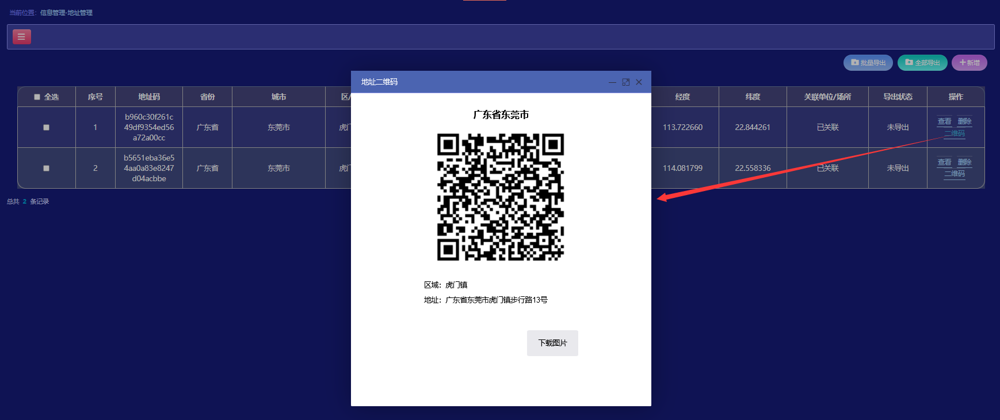 当前位置：信息管理-地址管理
批量导出 全部导出 新增
全选 序号 地址码 省份 城市 区/ 经度 纬度 关联单位/场所 导出状态 操作
1 b960c30f261c49df9354ed56a72a00cc 广东省 东莞市 虎门 113.722660 22.844261 已关联 未导出 查看 删除 二维码
2 b5651eba36e54aa0a83e8247d04acbbe 广东省 东莞市 虎门 114.081799 22.558336 已关联 未导出 查看 删除 二维码
总共 2 条记录
地址二维码
广东省东莞市
区域：虎门镇
地址：广东省东莞市虎门镇步行路13号
下载图片